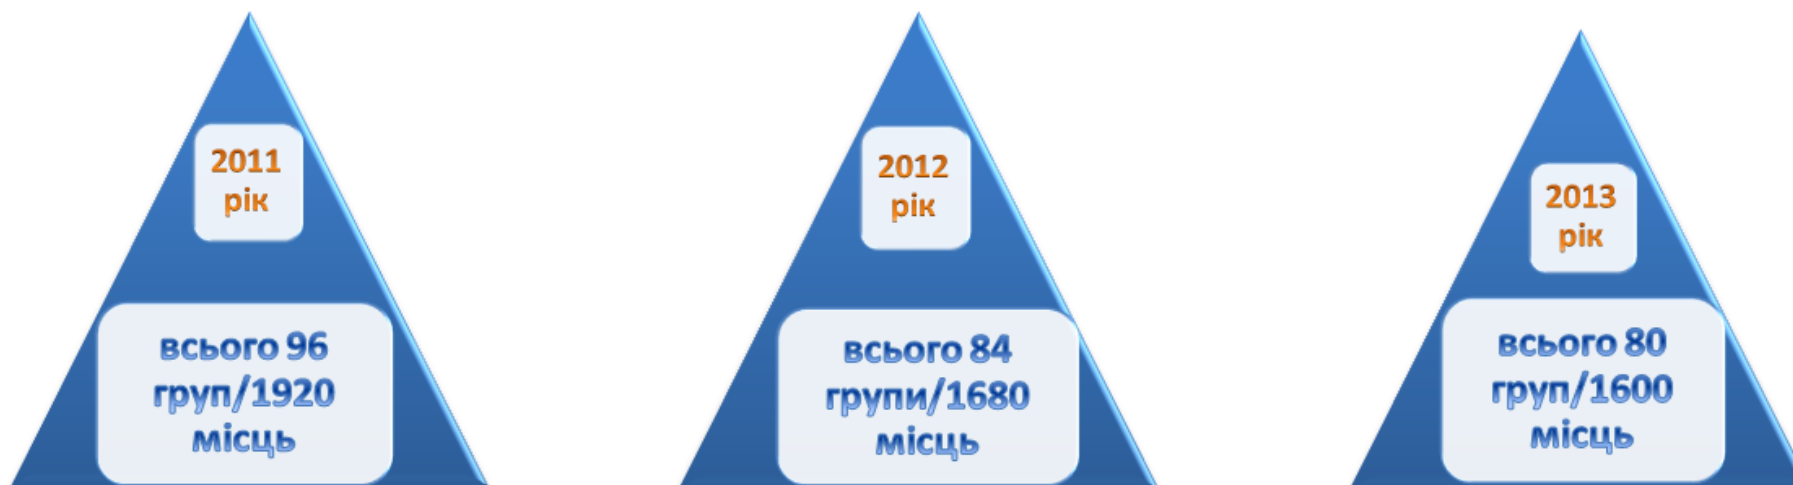 2011
рік
всього 96
груп/1920
місць
2012
рік
всього 84
групи/1680
місць
2013
рік
всього 80
груп/1600
місць